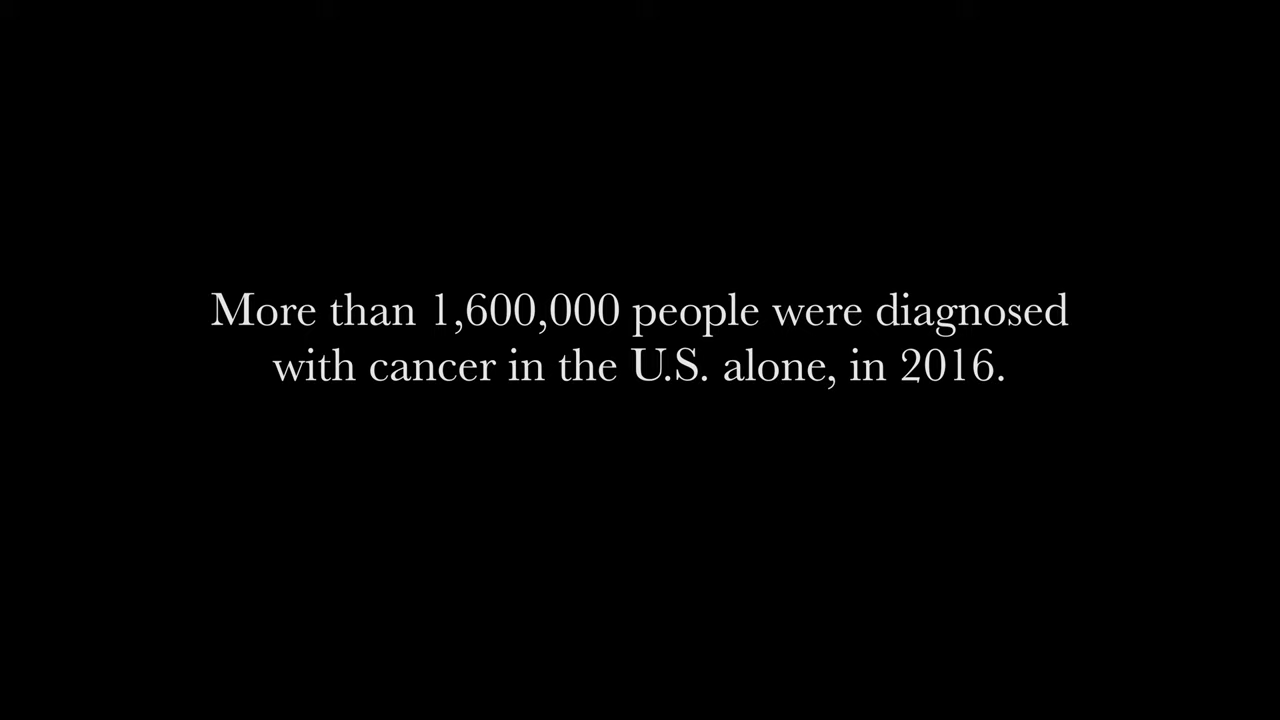 More than 1,600,000 people were diagnosed
with cancer in the U.S. alone, in 2016.